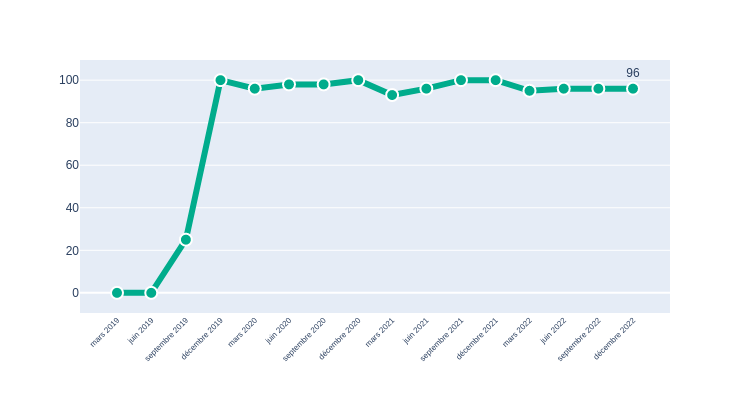 96
100
80
60
40
20
0
mars 2019
juin 2019
septembre 2019
décembre 2019
mars 2020
juin 2020
septembre 2020
décembre 2020
mars 2021
juin 2021
septembre 2021
décembre 2021
mars 2022
juin 2022
septembre 2022
décembre 2022